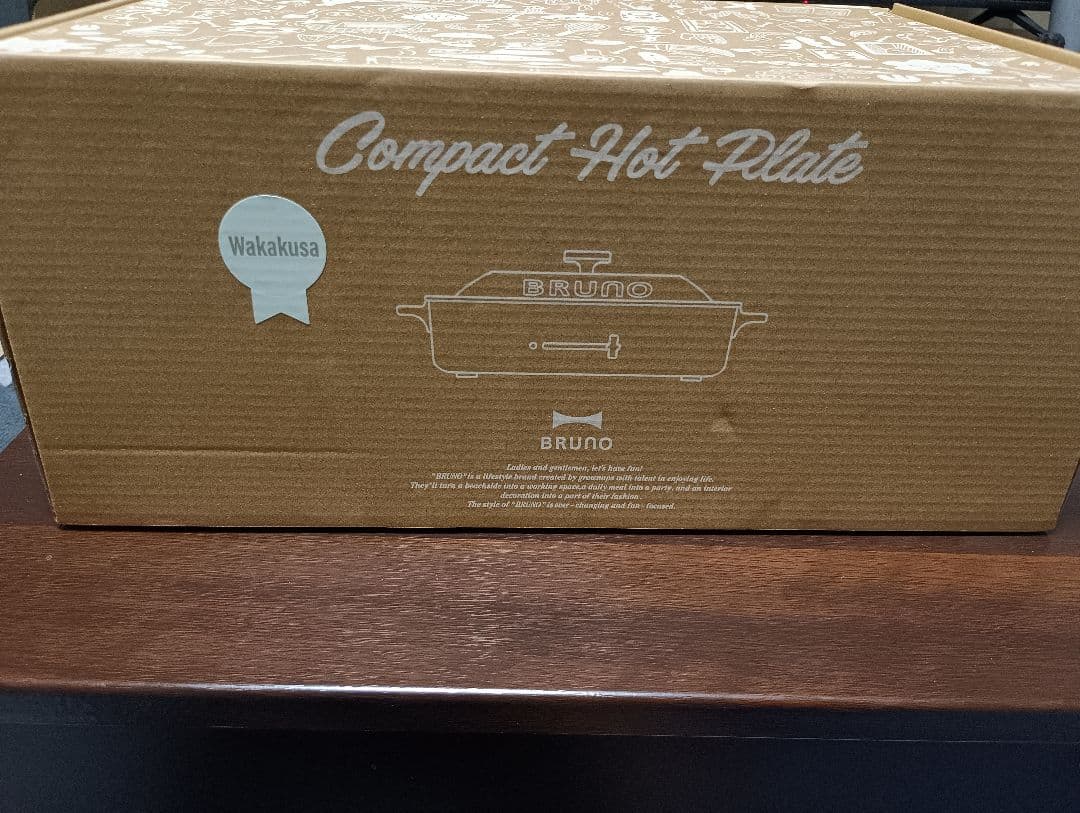 Compact Hot Plate
Wakakusa
BRUNO
BRUNO
Ladies and gentlemen, let's have fun!
"BRUNO" is a lifestyle brand created by grownups with talent in enjoying life.
They'll turn a beachside into a working space, a daily meal into a party, and an interior
decoration into a part of their fashion.
The style of "BRUNO" is ever-changing and fun-focused.